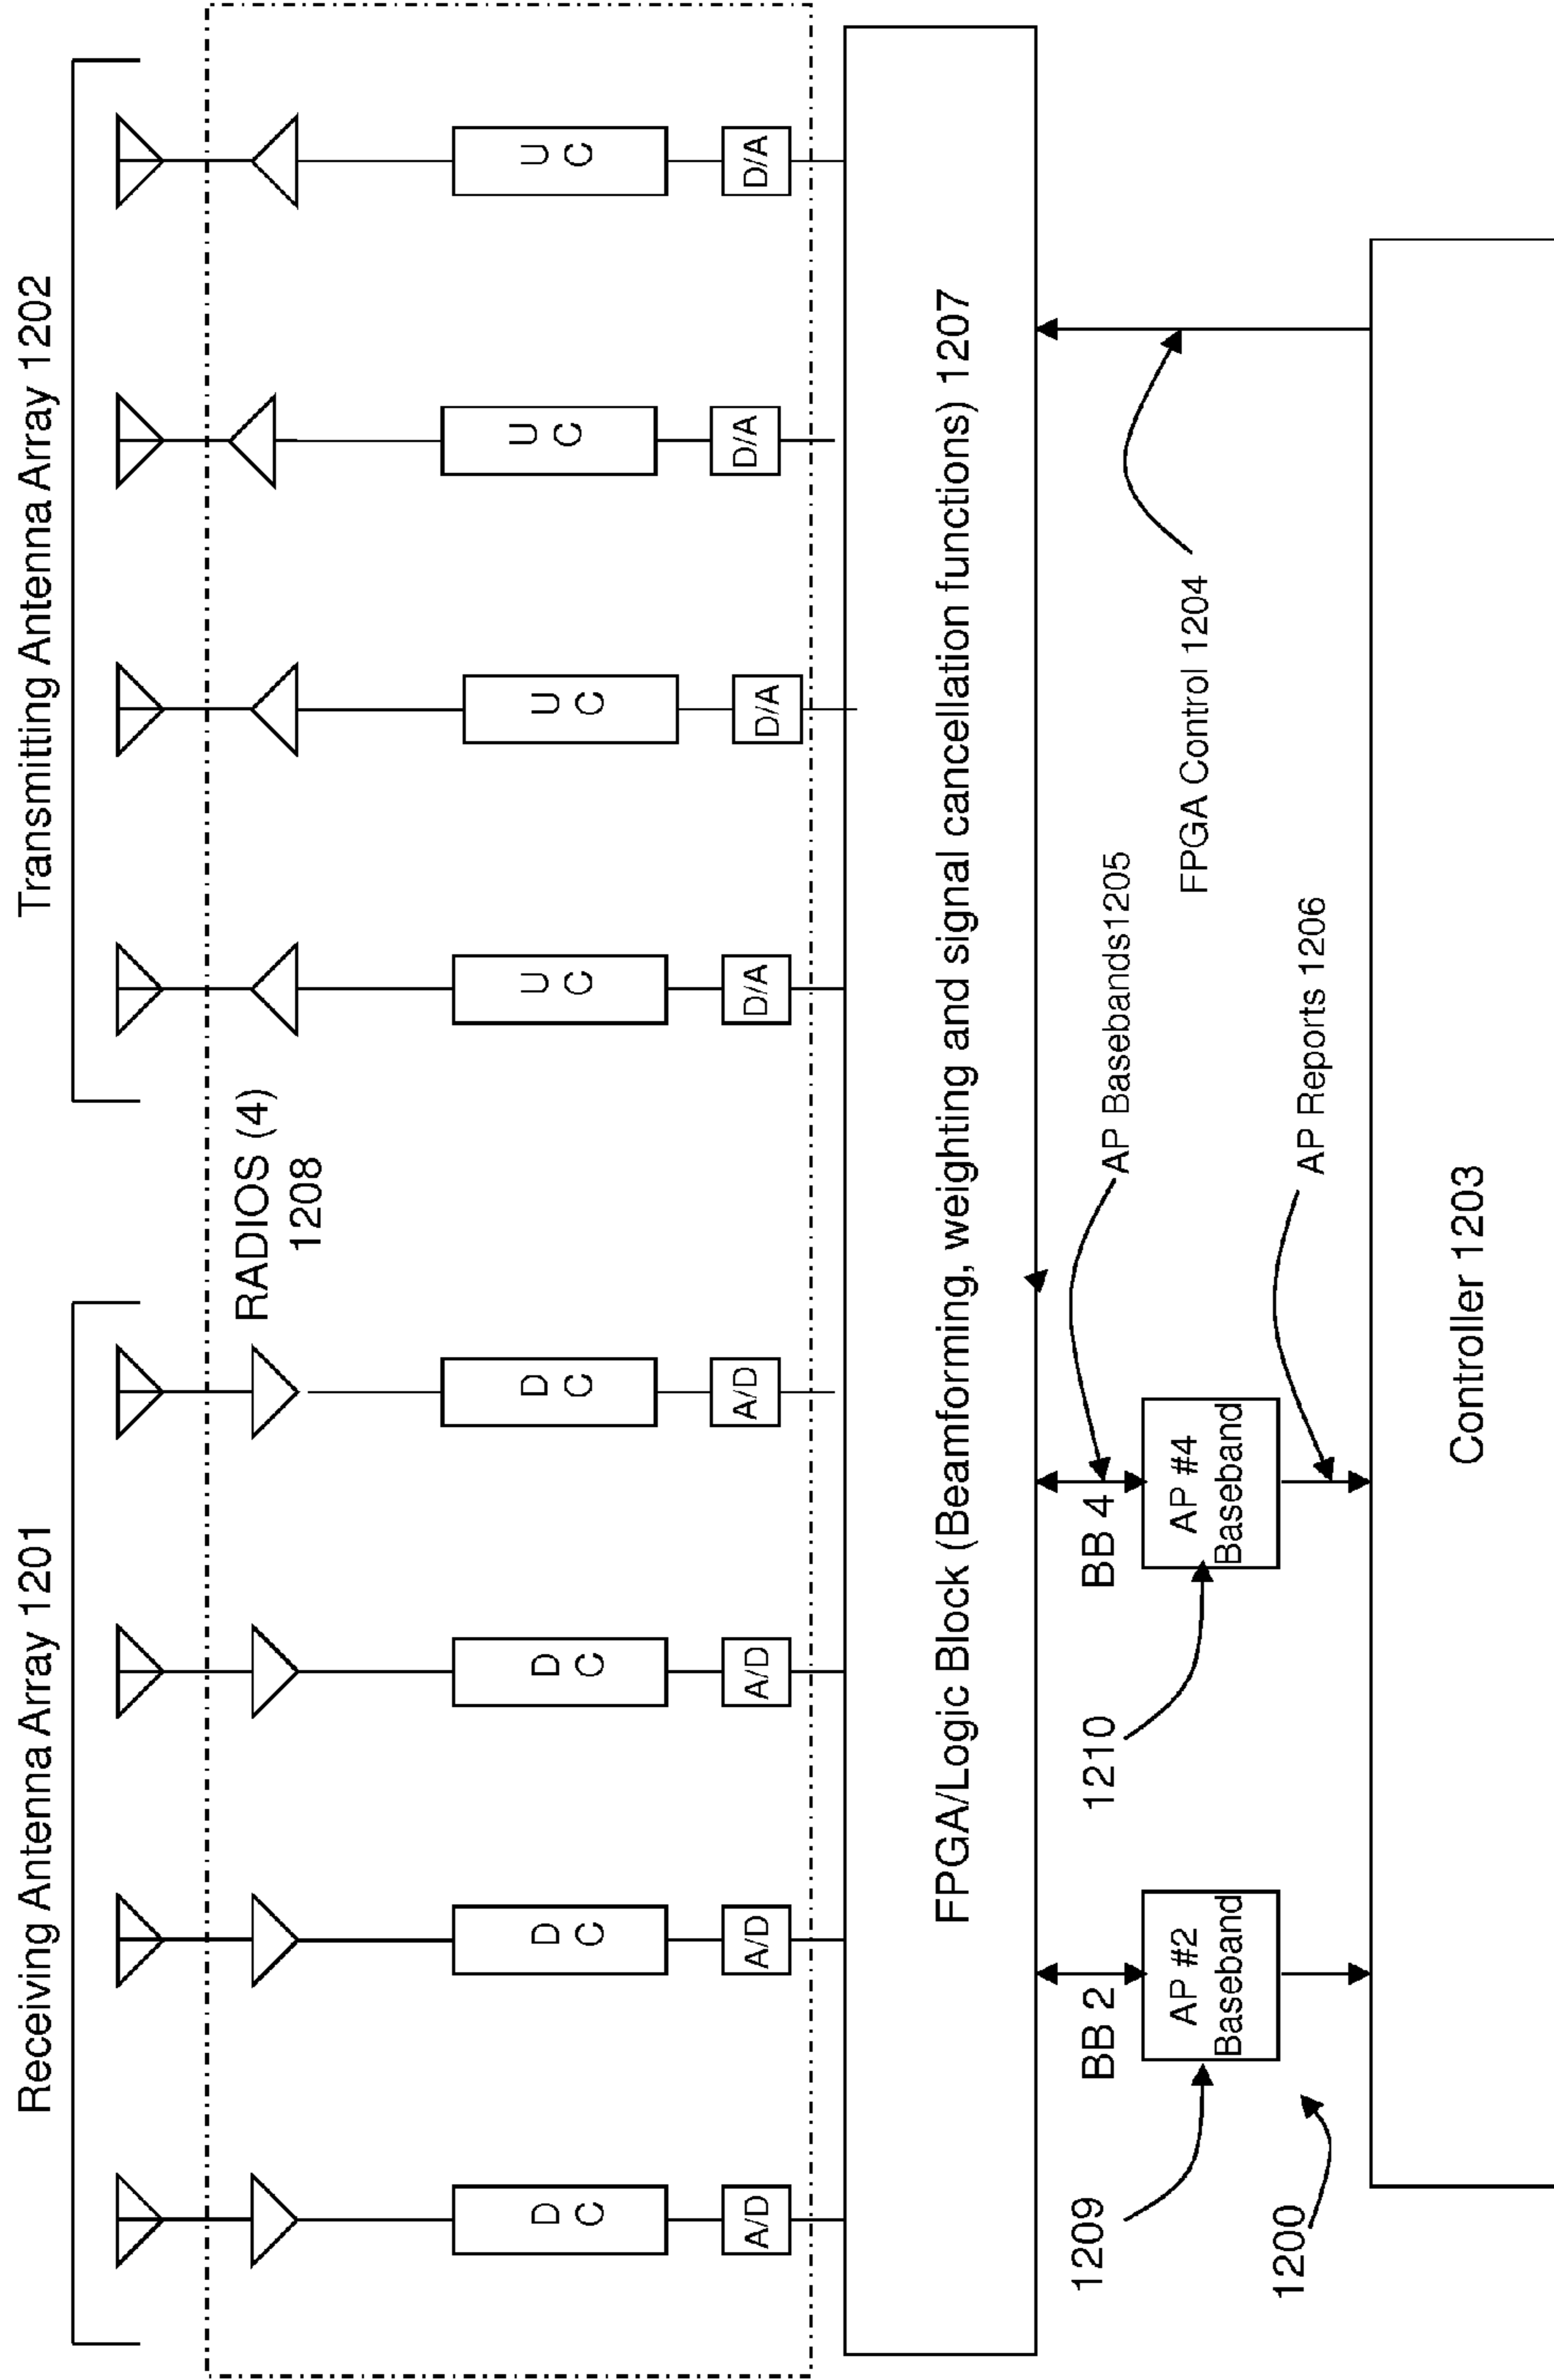 Receiving Antenna Array 1201
Transmitting Antenna Array 1202
RADIOS (4)
1208
D
C
D
C
D
C
D
C
U
C
U
C
U
C
U
C
A/D
A/D
A/D
A/D
D/A
D/A
D/A
D/A
FPGA/Logic Block (Beamforming, weighting and signal cancellation functions) 1207
1209
BB 2
1210
BB 4
AP Basebands1205
FPGA Control 1204
AP #2
Baseband
AP #4
Baseband
1200
AP Reports 1206
Controller 1203